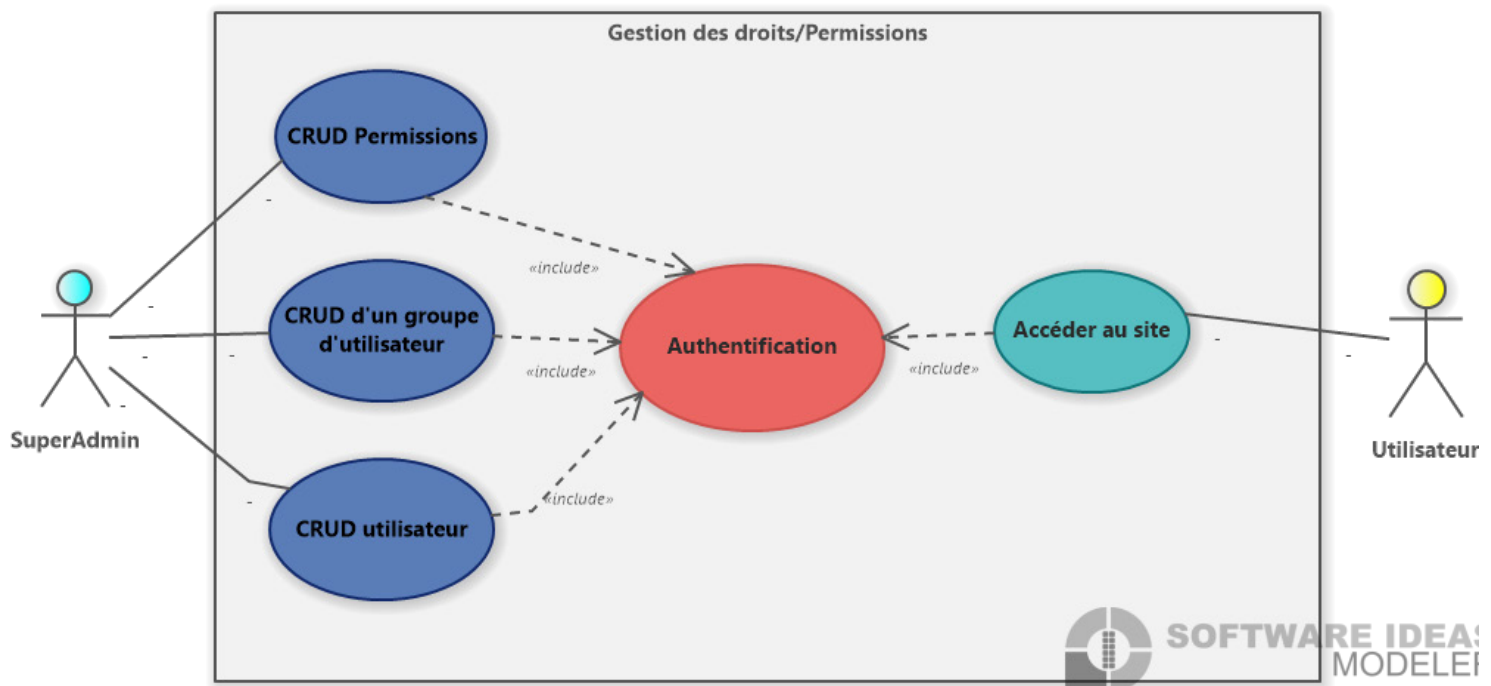 Gestion des droits/Permissions
CRUD Permissions
-
«include»
-
CRUD d'un groupe
d'utilisateur
Authentification
Accéder au site
-
-
-
-
«include»
«include»
-
SuperAdmin
Utilisateur
-
«include»
CRUD utilisateur
SOFTWARE IDEAS
MODELER